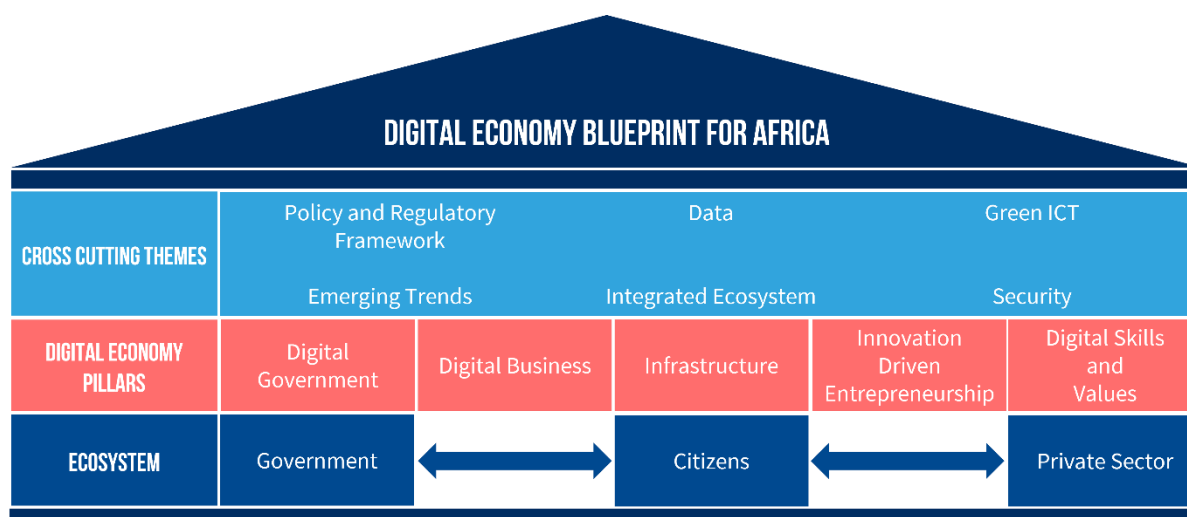 DIGITAL ECONOMY BLUEPRINT FOR AFRICA
CROSS CUTTING THEMES
Policy and Regulatory
Framework
Data
Green ICT
Emerging Trends
Integrated Ecosystem
Security
DIGITAL ECONOMY
PILLARS
Digital
Government
Digital Business
Infrastructure
Innovation
Driven
Entrepreneurship
Digital Skills
and
Values
ECOSYSTEM
Government
Citizens
Private Sector